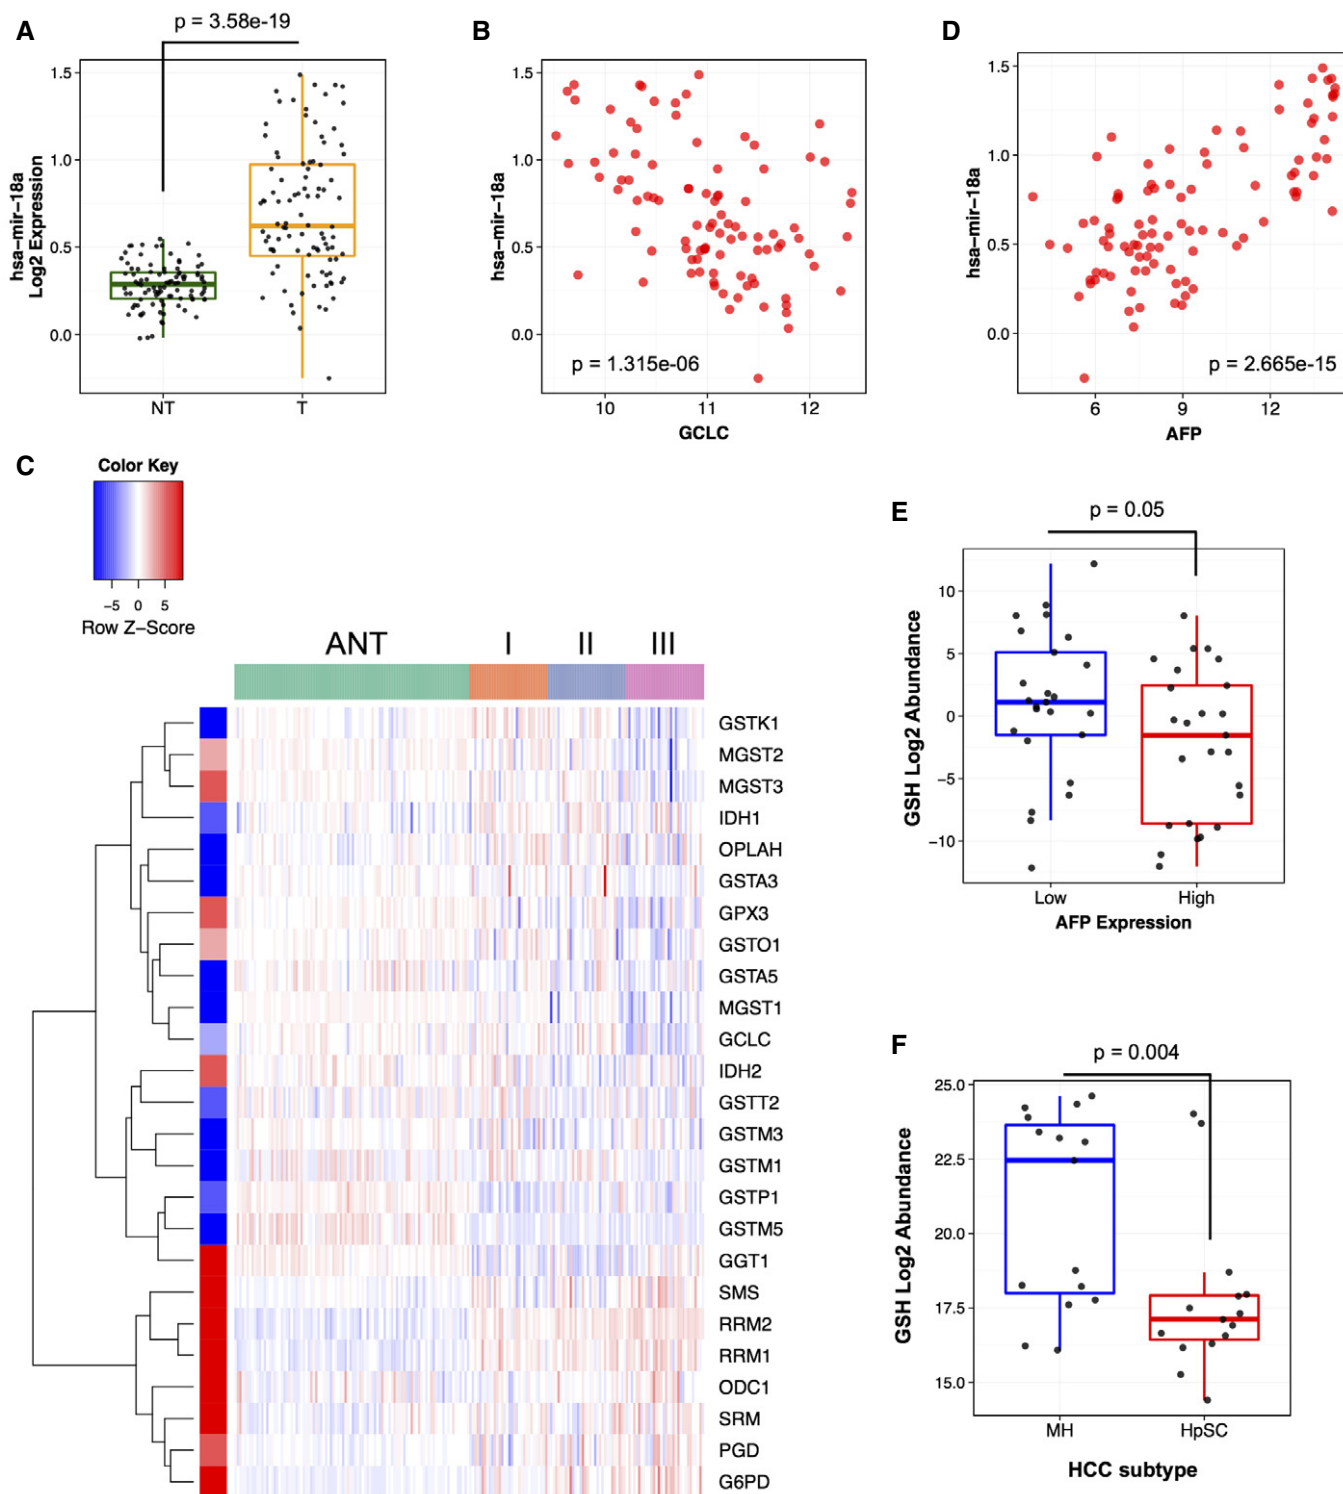 A
p = 3.58e-19
hsa-mir-18a
Log2 Expression
1.5
1.0
0.5
0.0
NT
T
B
hsa-mir-18a
1.5
1.0
0.5
0.0
p = 1.315e-06
10
11
12
GCLC
D
hsa-mir-18a
1.5
1.0
0.5
0.0
p = 2.665e-15
6
9
12
AFP
C
Color Key
-5
0
5
Row Z-Score
ANT
I
II
III
GSTK1
MGST2
MGST3
IDH1
OPLAH
GSTA3
GPX3
GSTO1
GSTA5
MGST1
GCLC
IDH2
GSTT2
GSTM3
GSTM1
GSTP1
GSTM5
GGT1
SMS
RRM2
RRM1
ODC1
SRM
PGD
G6PD
E
p = 0.05
GSH Log2 Abundance
10
5
0
-5
-10
Low
High
AFP Expression
F
p = 0.004
GSH Log2 Abundance
25.0
22.5
20.0
17.5
15.0
MH
HpSC
HCC subtype